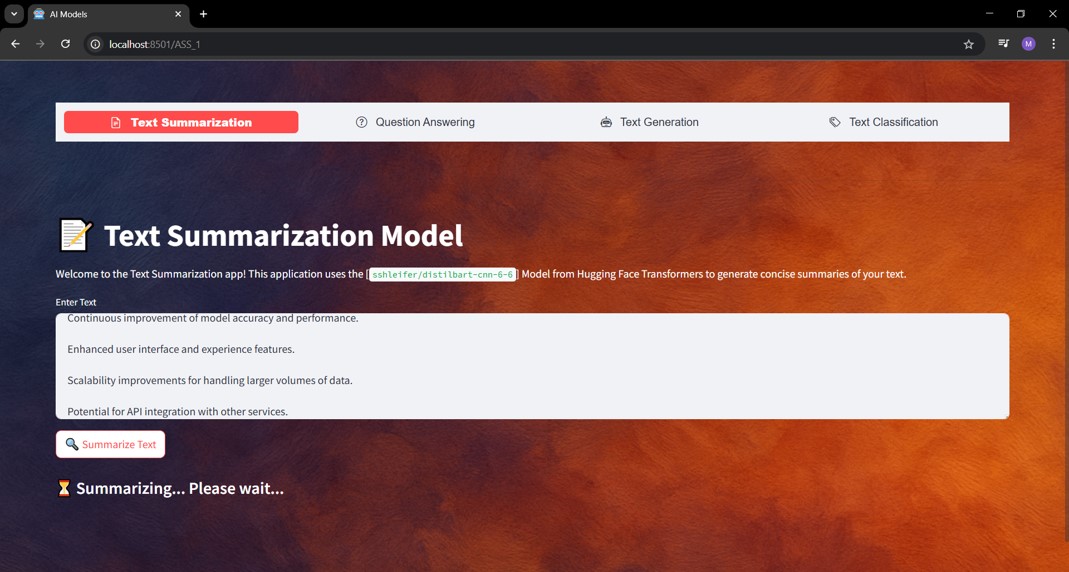 AI Models
localhost:8501/ASS_1
M
Text Summarization
Question Answering
Text Generation
Text Classification
Text Summarization Model
Welcome to the Text Summarization app! This application uses the [sshleifer/distilbart-cnn-6-6] Model from Hugging Face Transformers to generate concise summaries of your text.
Enter Text
Continuous improvement of model accuracy and performance.
Enhanced user interface and experience features.
Scalability improvements for handling larger volumes of data.
Potential for API integration with other services.
Summarize Text
Summarizing... Please wait...